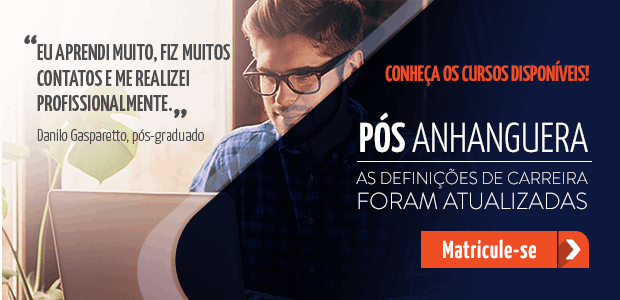 “EU APRENDI MUITO, FIZ MUITOS
CONTATOS E ME REALIZEI
PROFISSIONALMENTE.”
Danilo Gasparetto, pós-graduado
CONHEÇA OS CURSOS DISPONÍVEIS!
PÓS ANHANGUERA
AS DEFINIÇÕES DE CARREIRA
FORAM ATUALIZADAS
Matricule-se